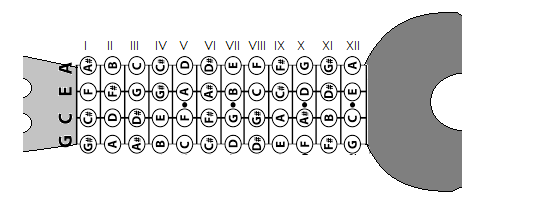 I II III IV V VI VII VIII IX X XI XII
A A# B C C# D D# E F F# G G# A
E F F# G G# A A# B C C# D D# E
C C# D D# E F F# G G# A A# B C
G G# A A# B C C# D D# E F F# G